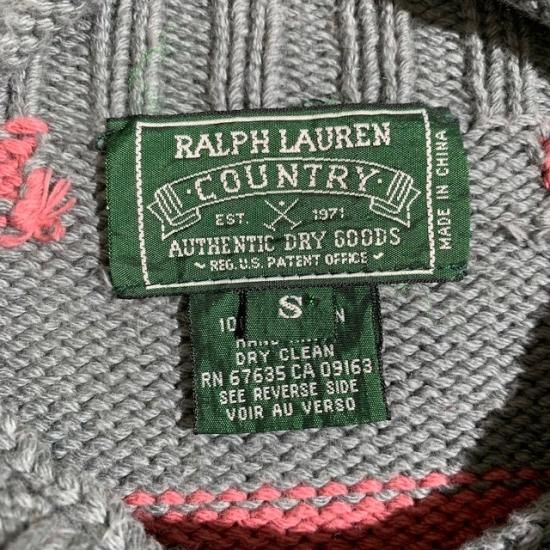 RALPH LAUREN
COUNTRY
EST. 1971
AUTHENTIC DRY GOODS
REG. U.S. PATENT OFFICE
MADE IN CHINA
S
10 N
DRY CLEAN
RN 67635 CA 09163
SEE REVERSE SIDE
VOIR AU VERSO